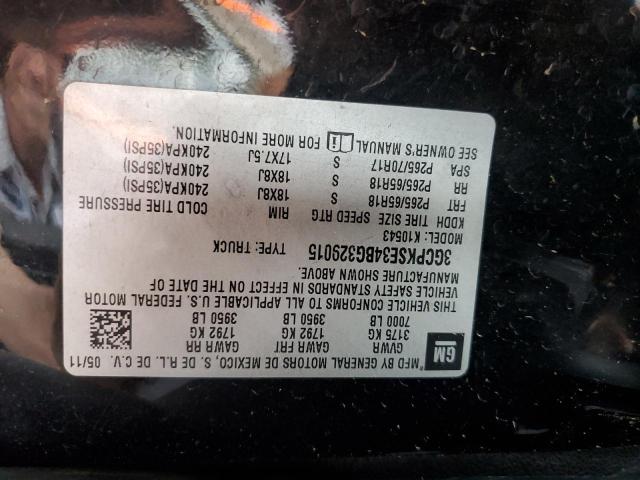 GM
*MFD BY GENERAL MOTORS DE MEXICO, S. DE R.L. DE C.V. 05/11
GVWR GAWR FRT GAWR RR
3175 KG 1792 KG 1792 KG
7000 LB 3950 LB 3950 LB
THIS VEHICLE CONFORMS TO ALL APPLICABLE U.S. FEDERAL MOTOR
VEHICLE SAFETY STANDARDS IN EFFECT ON THE DATE OF
MANUFACTURE SHOWN ABOVE.
3GCPKSE34BG329015 TYPE: TRUCK
MODEL: K10543
KDDH TIRE SIZE SPEED RTG RIM COLD TIRE PRESSURE
FRT P265/65R18 S 18X8J 240KPA(35PSI)
RR P265/65R18 S 18X8J 240KPA(35PSI)
SPA P265/70R17 S 17X7.5J 240KPA(35PSI)
SEE OWNER'S MANUAL FOR MORE INFORMATION.